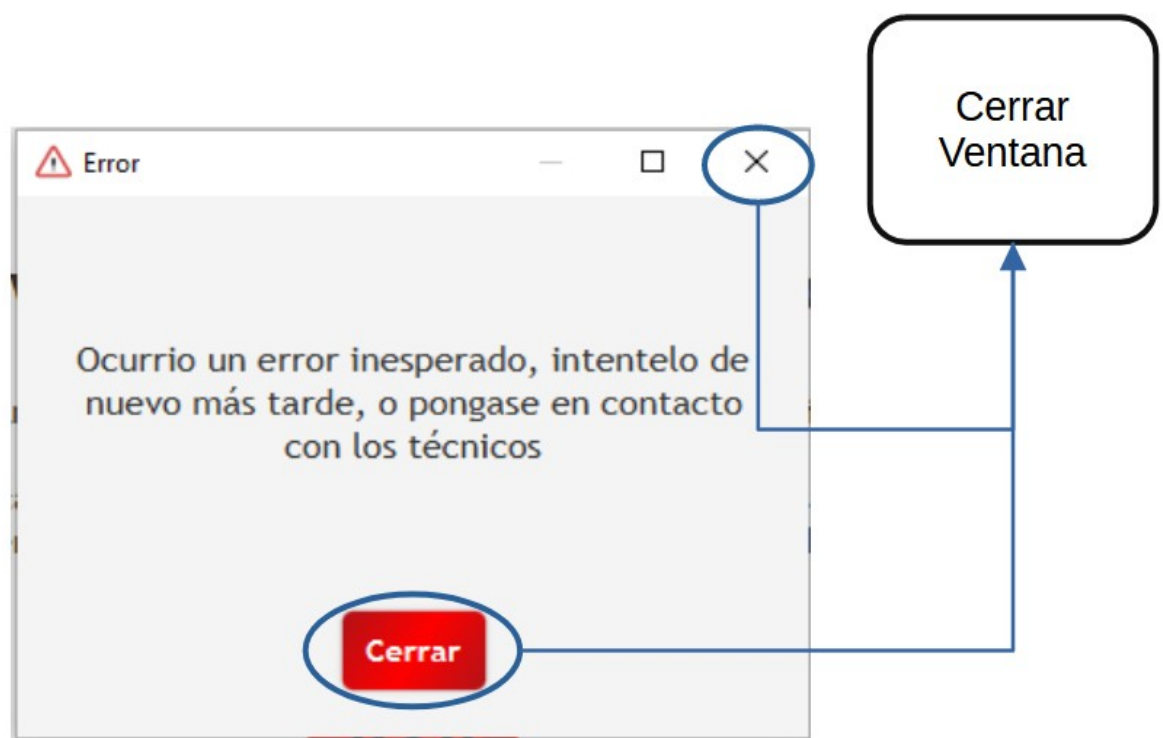 Cerrar
Ventana
Error
Ocurrio un error inesperado, intentelo de
nuevo más tarde, o pongase en contacto
con los técnicos
Cerrar